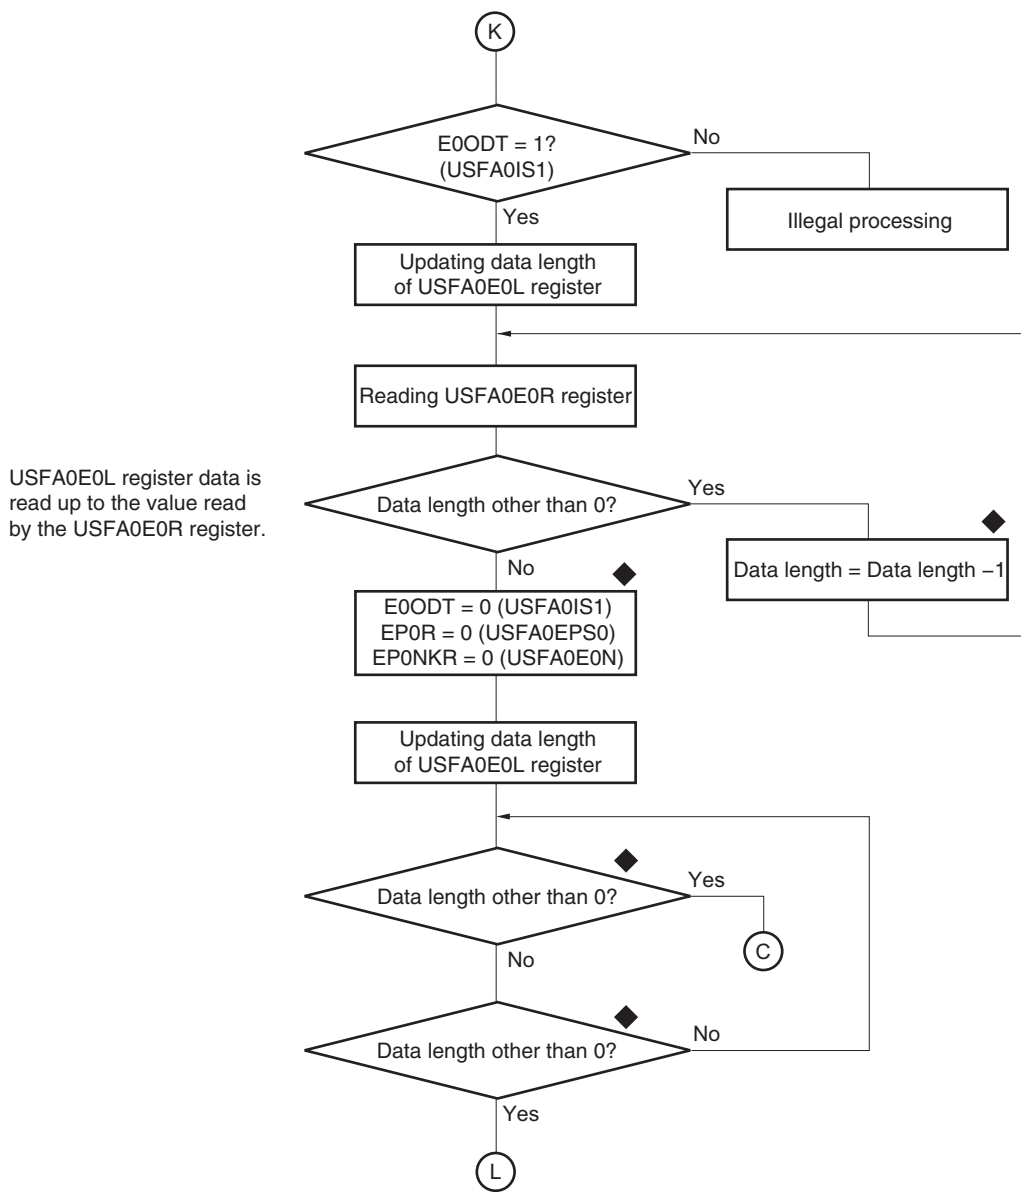 K
E0ODT = 1?
(USFA0IS1)
No
Yes
Illegal processing
Updating data length
of USFA0E0L register
Reading USFA0E0R register
USFA0E0L register data is
read up to the value read
by the USFA0E0R register.
Data length other than 0?
Yes
No
Data length = Data length −1
E0ODT = 0 (USFA0IS1)
EP0R = 0 (USFA0EPS0)
EP0NKR = 0 (USFA0E0N)
Updating data length
of USFA0E0L register
Data length other than 0?
Yes
C
No
Data length other than 0?
No
Yes
L